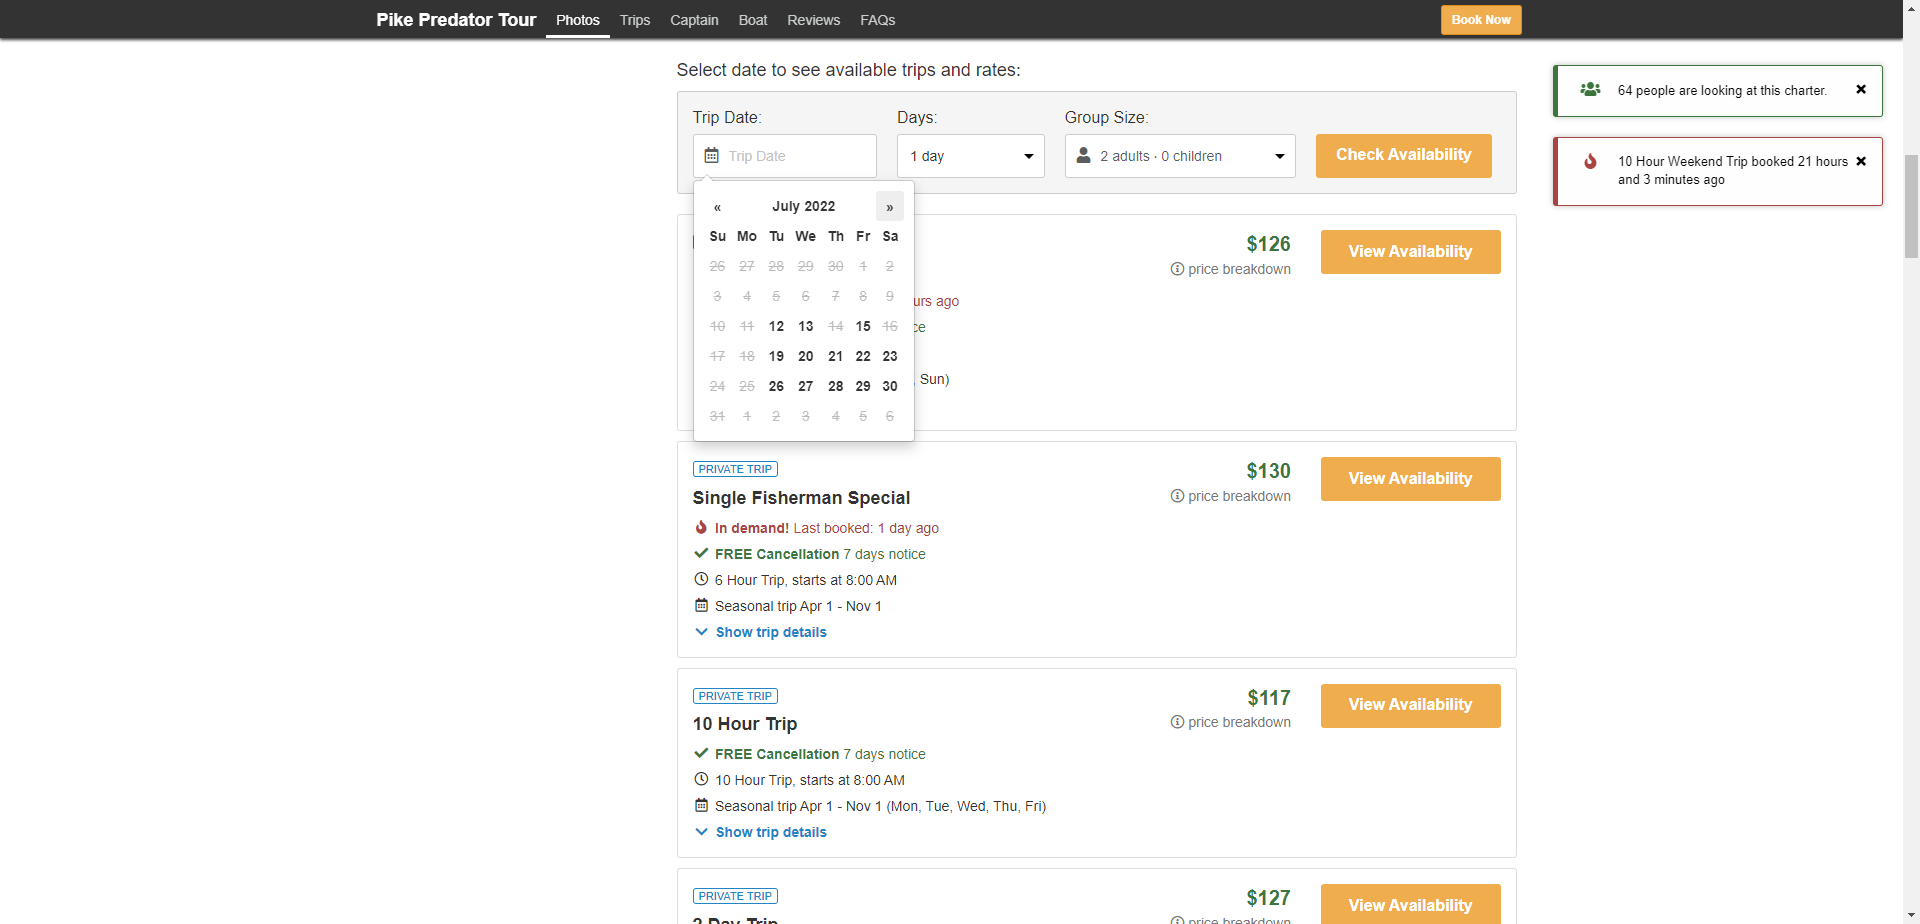 Pike Predator Tour Photos Trips Captain Boat Reviews FAQs Book Now
Select date to see available trips and rates:
Trip Date: Days: Group Size:
Trip Date 1 day 2 adults · 0 children Check Availability
64 people are looking at this charter.
10 Hour Weekend Trip booked 21 hours
and 3 minutes ago
« July 2022 »
Su Mo Tu We Th Fr Sa
26 27 28 29 30 1 2
3 4 5 6 7 8 9
10 11 12 13 14 15 16
17 18 19 20 21 22 23
24 25 26 27 28 29 30
31 1 2 3 4 5 6
$126 View Availability
price breakdown
urs ago
, Sun)
PRIVATE TRIP
$130 View Availability
Single Fisherman Special
price breakdown
In demand! Last booked: 1 day ago
FREE Cancellation 7 days notice
6 Hour Trip, starts at 8:00 AM
Seasonal trip Apr 1 - Nov 1
Show trip details
PRIVATE TRIP
$117 View Availability
10 Hour Trip
price breakdown
FREE Cancellation 7 days notice
10 Hour Trip, starts at 8:00 AM
Seasonal trip Apr 1 - Nov 1 (Mon, Tue, Wed, Thu, Fri)
Show trip details
PRIVATE TRIP
$127 View Availability
2 Day Trip
price breakdown